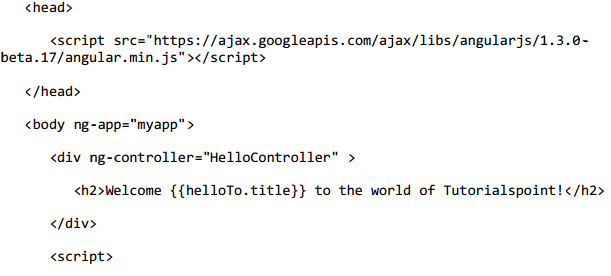 <head>
<script src="https://ajax.googleapis.com/ajax/libs/angularjs/1.3.0-
beta.17/angular.min.js"></script>
</head>
<body ng-app="myapp">
<div ng-controller="HelloController" >
<h2>Welcome {{helloTo.title}} to the world of Tutorialspoint!</h2>
</div>
<script>